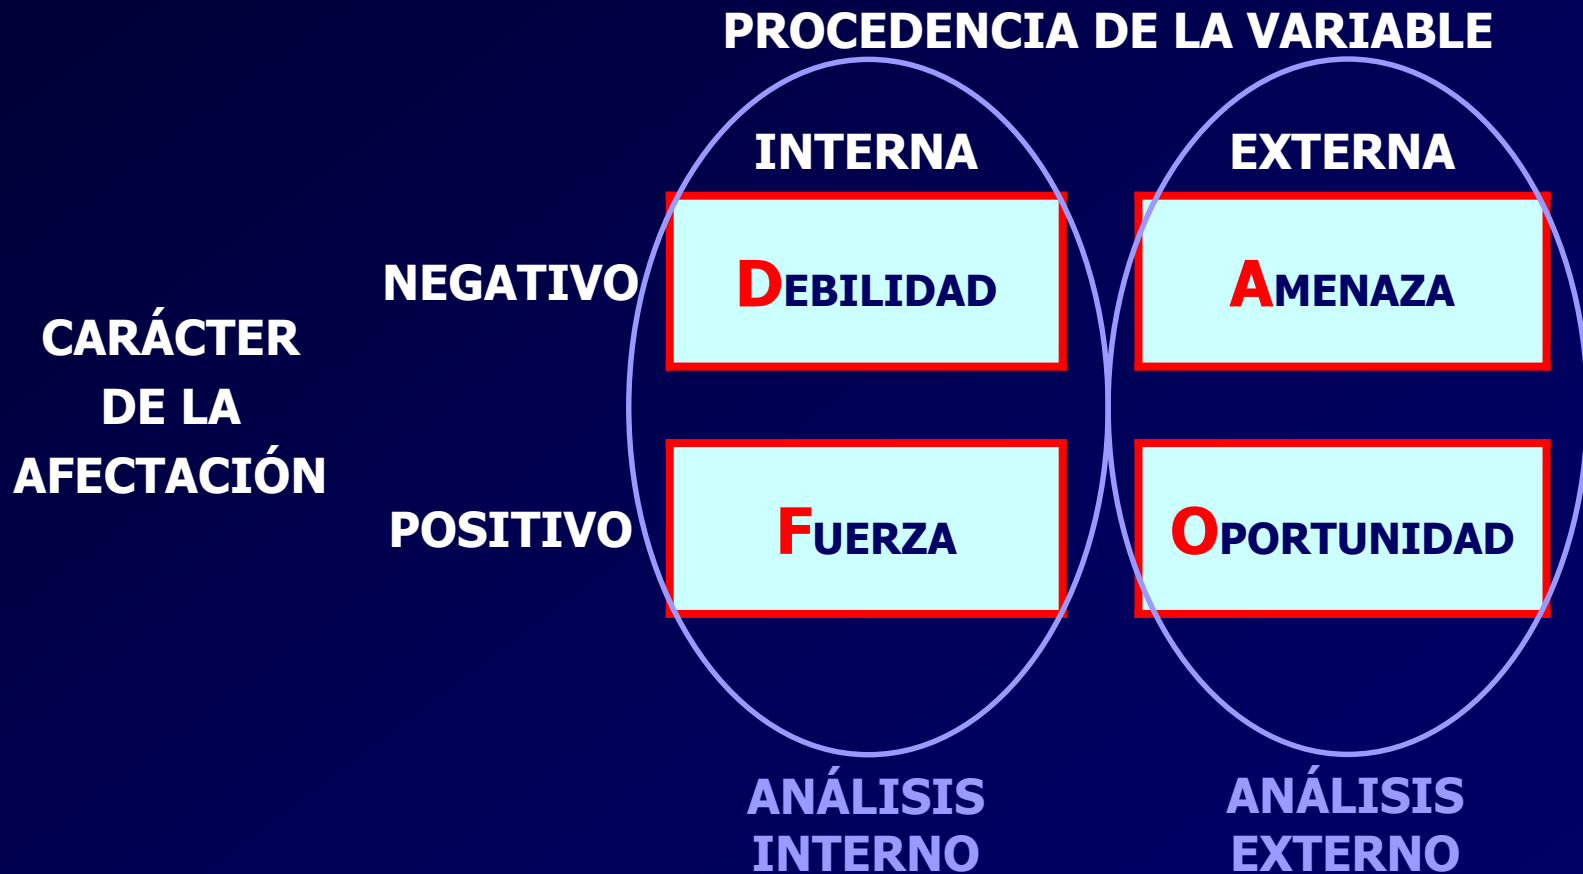 PROCEDENCIA DE LA VARIABLE
INTERNA EXTERNA
NEGATIVO DEBILIDAD AMENAZA
CARÁCTER
DE LA
AFECTACIÓN
POSITIVO FUERZA OPORTUNIDAD
ANÁLISIS
INTERNO
ANÁLISIS
EXTERNO